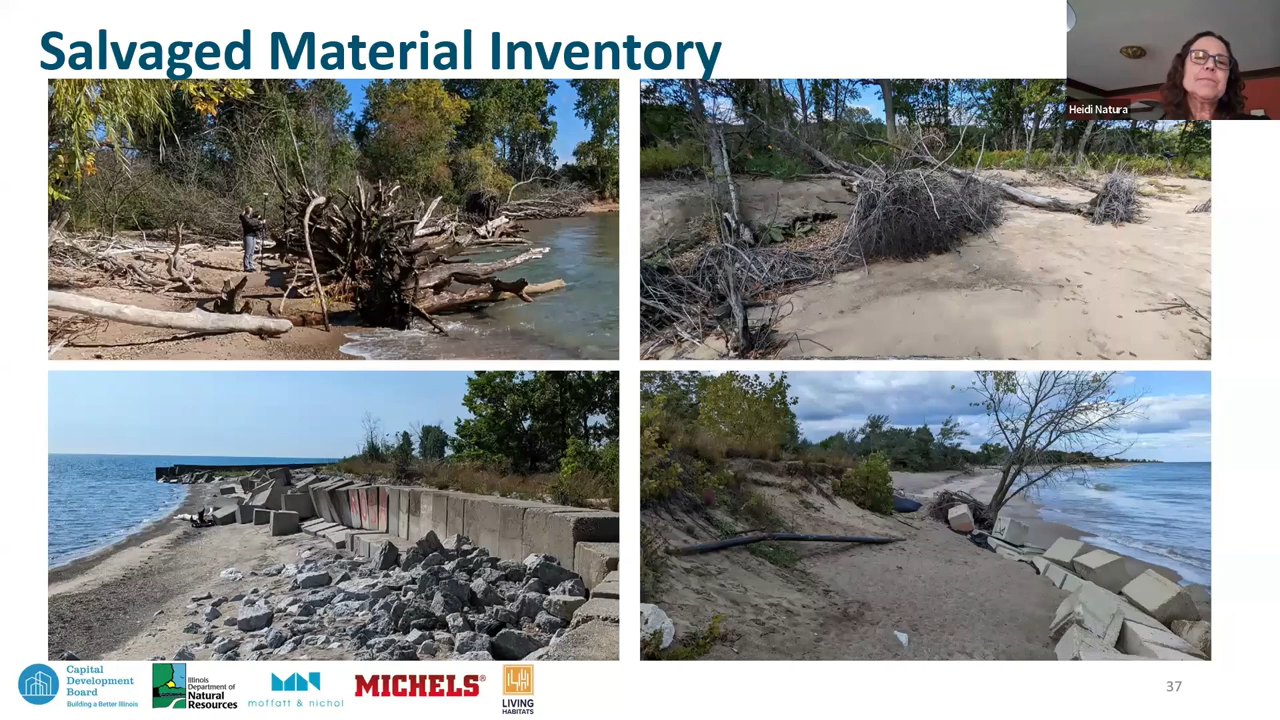 Salvaged Material Inventory
Heidi Natura
Capital
Development
Board
Building a Better Illinois
Illinois
Department of
Natural
Resources
moffatt & nichol
MICHELS®
LIVING
HABITATS
37